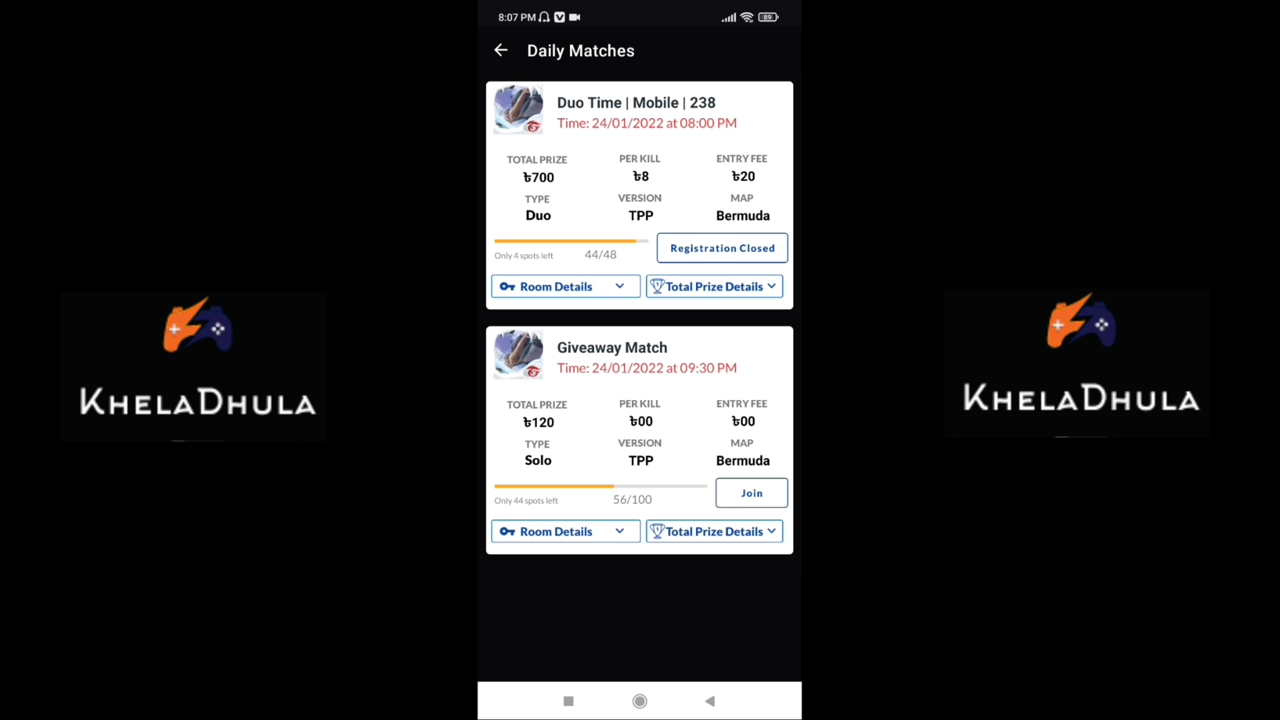 8:07 PM
89
Daily Matches
Duo Time | Mobile | 238
Time: 24/01/2022 at 08:00 PM
TOTAL PRIZE PER KILL ENTRY FEE
৳700 ৳8 ৳20
TYPE VERSION MAP
Duo TPP Bermuda
Only 4 spots left 44/48 Registration Closed
Room Details Total Prize Details
Giveaway Match
Time: 24/01/2022 at 09:30 PM
TOTAL PRIZE PER KILL ENTRY FEE
৳120 ৳00 ৳00
TYPE VERSION MAP
Solo TPP Bermuda
Only 44 spots left 56/100 Join
Room Details Total Prize Details
KHELADHULA
KHELADHULA